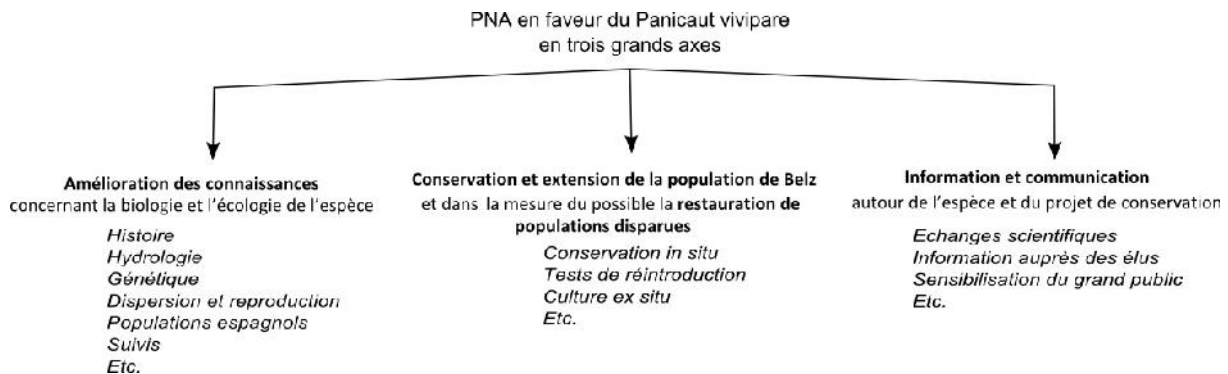 PNA en faveur du Panicaut vivipare
en trois grands axes
Amélioration des connaissances
concernant la biologie et l'écologie de l'espèce
Histoire
Hydrologie
Génétique
Dispersion et reproduction
Populations espagnols
Suivis
Etc.
Conservation et extension de la population de Belz
et dans la mesure du possible la restauration de
populations disparues
Conservation in situ
Tests de réintroduction
Culture ex situ
Etc.
Information et communication
autour de l'espèce et du projet de conservation
Echanges scientifiques
Information auprès des élus
Sensibilisation du grand public
Etc.